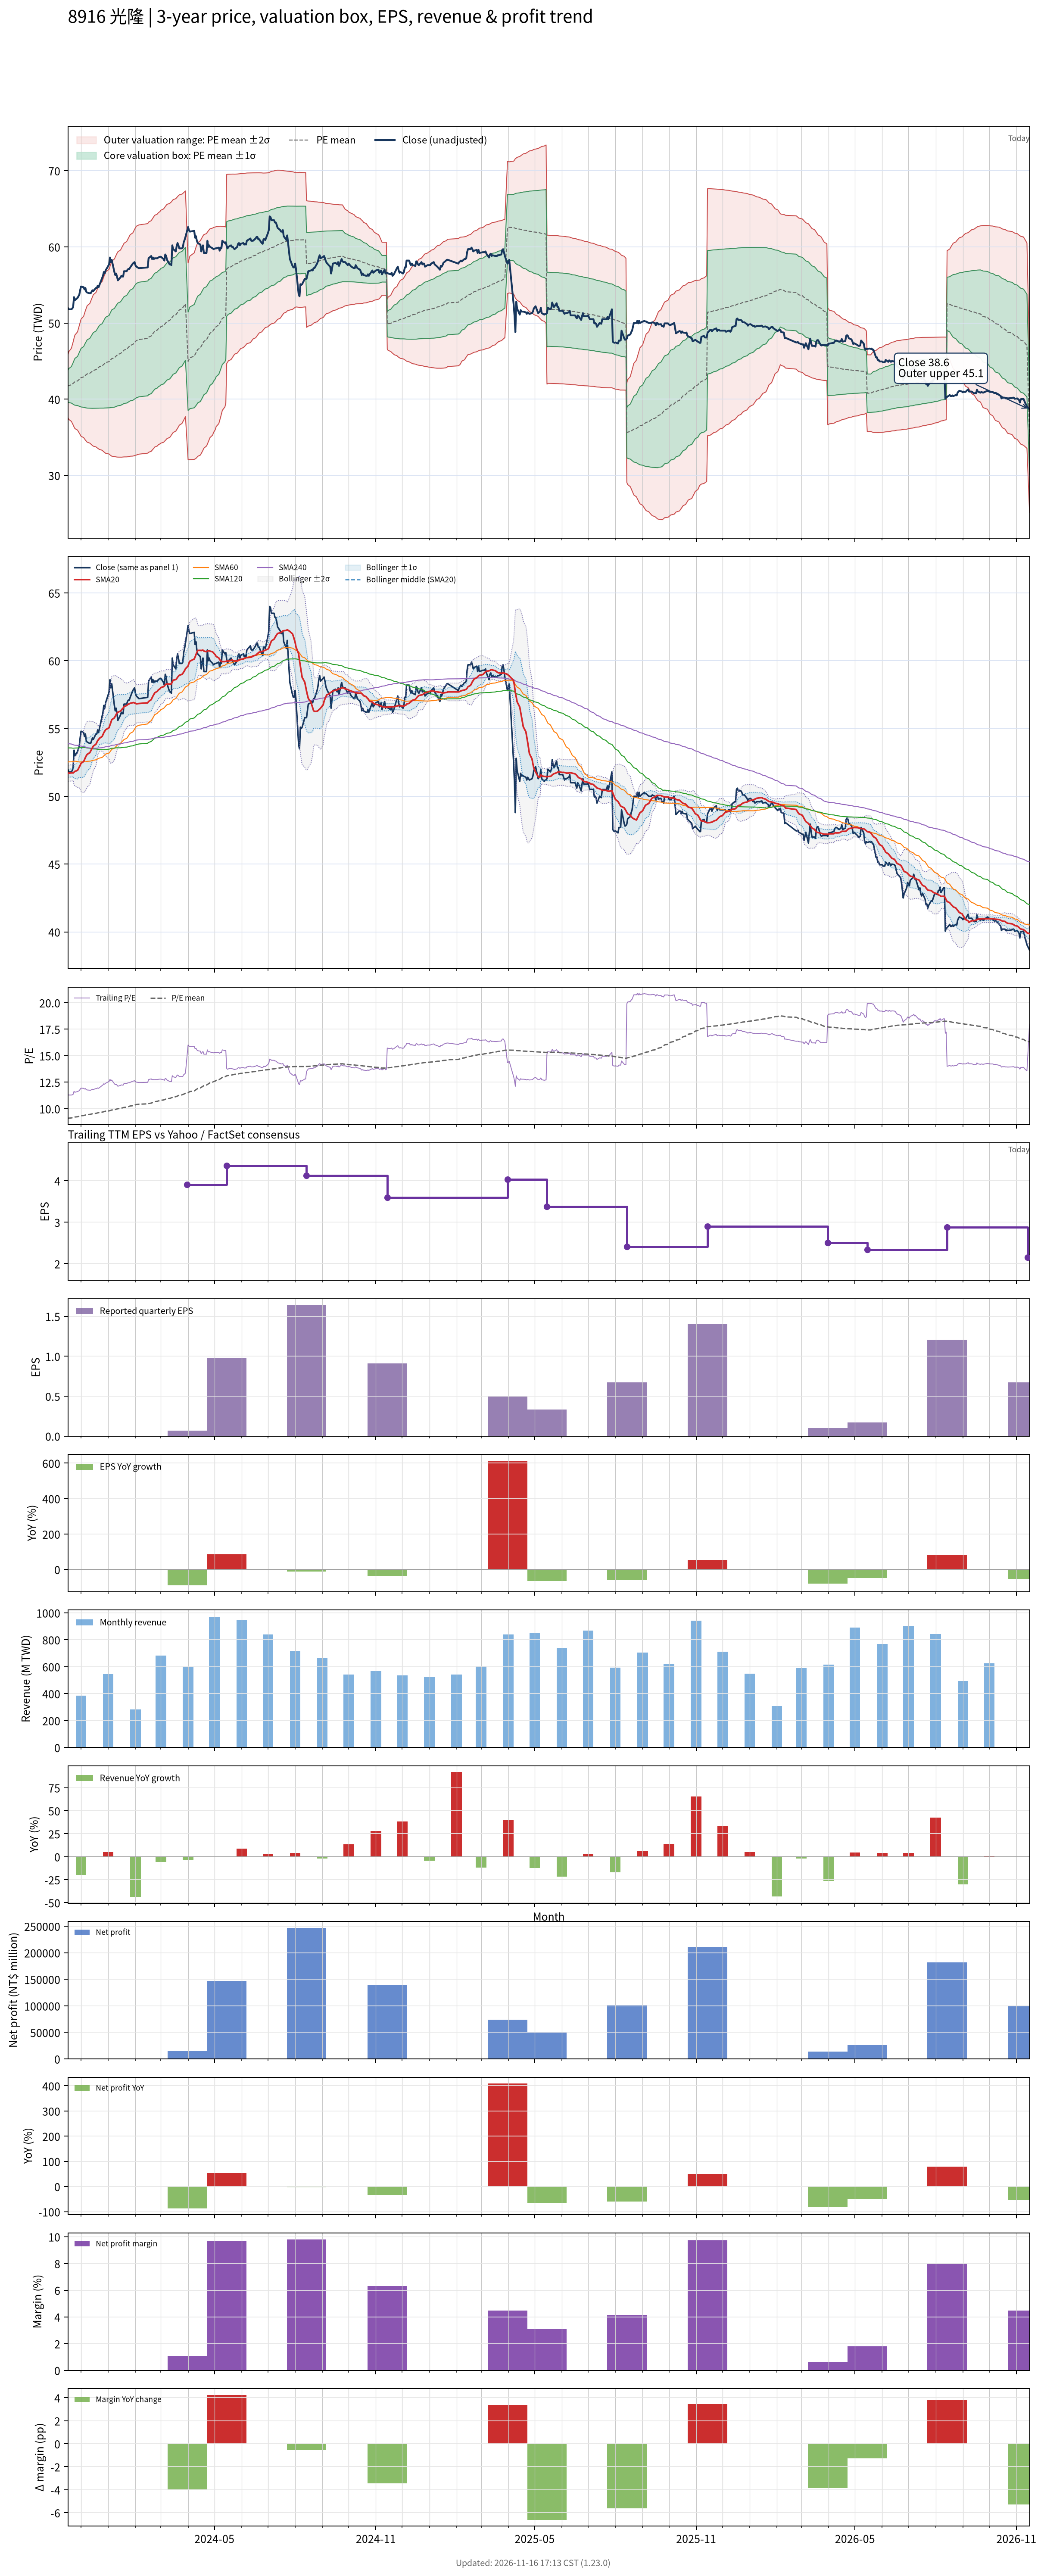 8916 光隆 | 3-year price, valuation box, EPS, revenue & profit trend
Outer valuation range: PE mean ±2σ
PE mean
Close (unadjusted)
Core valuation box: PE mean ±1σ
Today
Price (TWD)
70
60
50
40
30
Close 38.6
Outer upper 45.1
Close (same as panel 1)
SMA20
SMA60
SMA120
SMA240
Bollinger ±2σ
Bollinger ±1σ
Bollinger middle (SMA20)
Price
65
60
55
50
45
40
Trailing P/E
P/E mean
P/E
20.0
17.5
15.0
12.5
10.0
Trailing TTM EPS vs Yahoo / FactSet consensus
Today
EPS
4
3
2
Reported quarterly EPS
EPS
1.5
1.0
0.5
0.0
EPS YoY growth
YoY (%)
600
400
200
0
Monthly revenue
Revenue (M TWD)
1000
800
600
400
200
0
Revenue YoY growth
YoY (%)
75
50
25
0
-25
-50
Month
Net profit
Net profit (NT$ million)
250000
200000
150000
100000
50000
0
Net profit YoY
YoY (%)
400
300
200
100
0
-100
Net profit margin
Margin (%)
10
8
6
4
2
0
Margin YoY change
Δ margin (pp)
4
2
0
-2
-4
-6
2024-05
2024-11
2025-05
2025-11
2026-05
2026-11
Updated: 2026-11-16 17:13 CST (1.23.0)